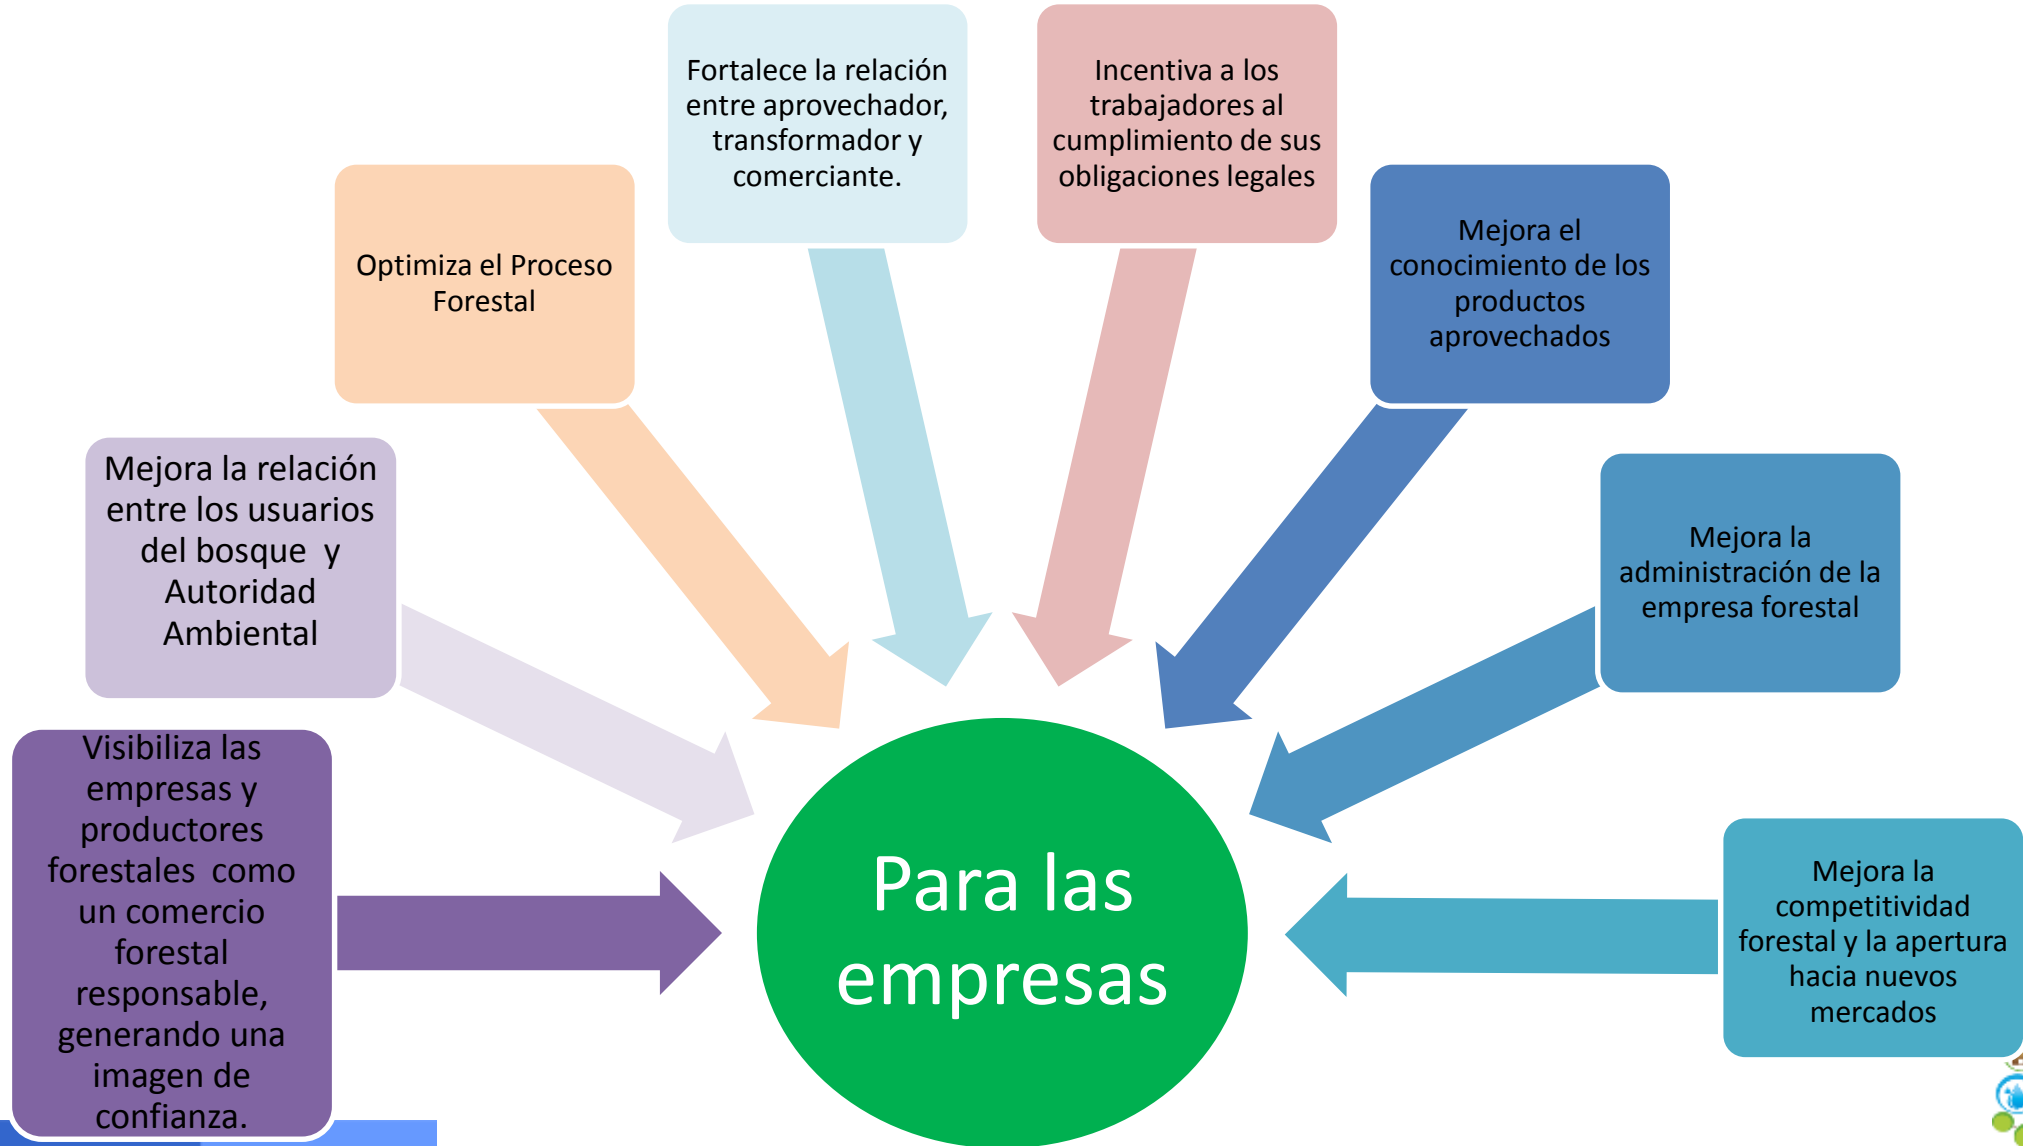 Fortalece la relación
entre aprovechador,
transformador y
comerciante.
Incentiva a los
trabajadores al
cumplimiento de sus
obligaciones legales
Optimiza el Proceso
Forestal
Mejora el
conocimiento de los
productos
aprovechados
Mejora la relación
entre los usuarios
del bosque  y
Autoridad
Ambiental
Mejora la
administración de la
empresa forestal
Visibiliza las
empresas y
productores
forestales  como
un comercio
forestal
responsable,
generando una
imagen de
confianza.
Para las
empresas
Mejora la
competitividad
forestal y la apertura
hacia nuevos
mercados